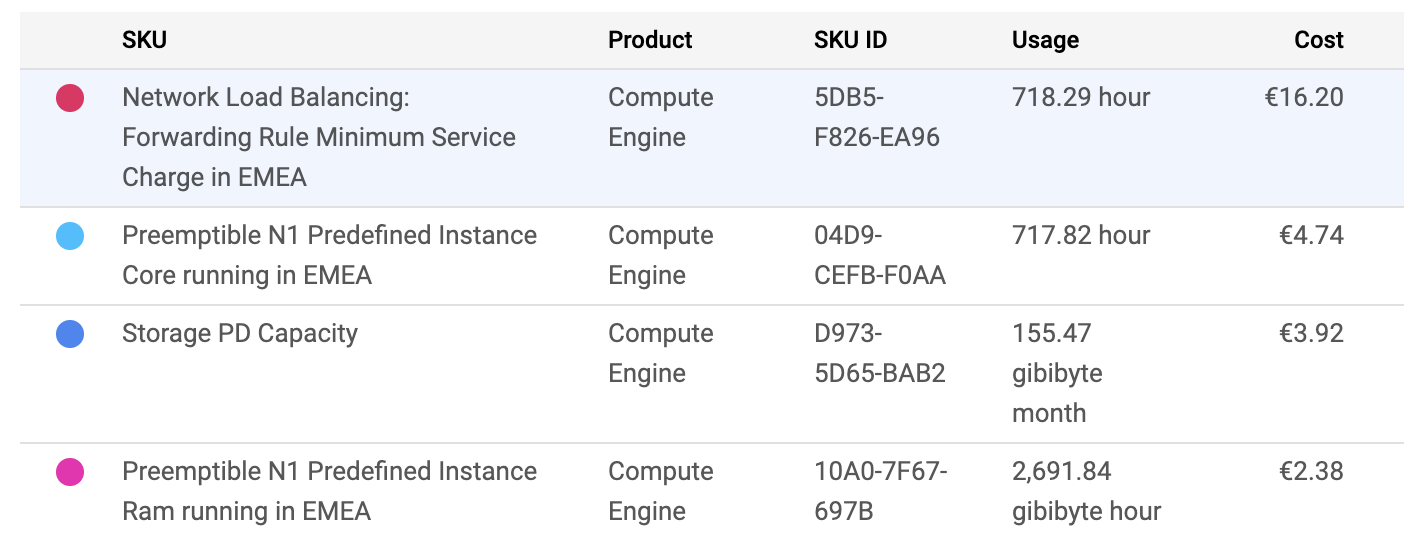 SKU Product SKU ID Usage Cost
Network Load Balancing: Compute 5DB5- 718.29 hour €16.20
Forwarding Rule Minimum Service Engine F826-EA96
Charge in EMEA
Preemptible N1 Predefined Instance Compute 04D9- 717.82 hour €4.74
Core running in EMEA Engine CEFB-F0AA
Storage PD Capacity Compute D973- 155.47 €3.92
Engine 5D65-BAB2 gibibyte
month
Preemptible N1 Predefined Instance Compute 10A0-7F67- 2,691.84 €2.38
Ram running in EMEA Engine 697B gibibyte hour